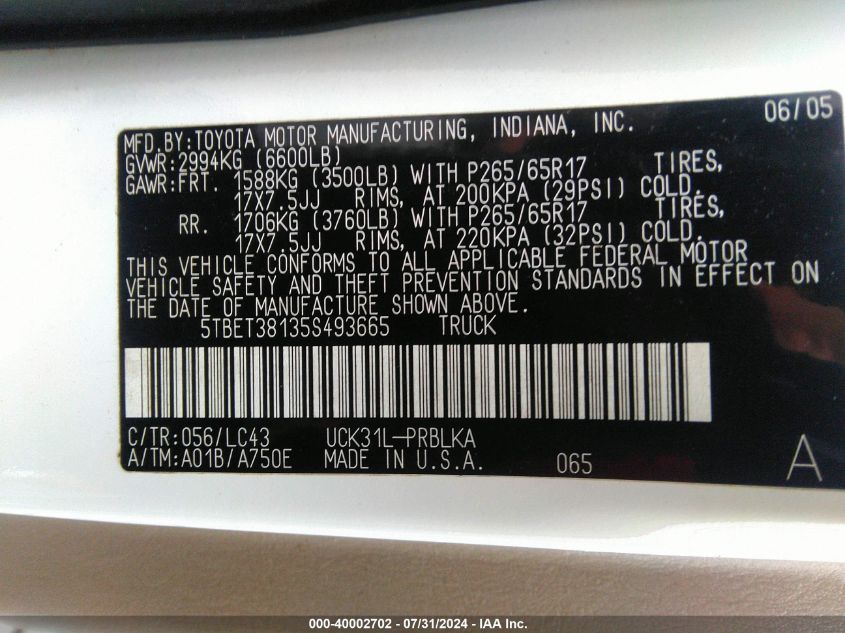 06/05
MFD.BY:TOYOTA MOTOR MANUFACTURING, INDIANA, INC.
GVWR:2994KG (6600LB)
GAWR:FRT. 1588KG (3500LB) WITH P265/65R17 TIRES,
17X7.5JJ RIMS, AT 200KPA (29PSI) COLD.
RR. 1706KG (3760LB) WITH P265/65R17 TIRES,
17X7.5JJ RIMS, AT 220KPA (32PSI) COLD.
THIS VEHICLE CONFORMS TO ALL APPLICABLE FEDERAL MOTOR
VEHICLE SAFETY AND THEFT PREVENTION STANDARDS IN EFFECT ON
THE DATE OF MANUFACTURE SHOWN ABOVE.
5TBET38135S493665 TRUCK
C/TR:056/LC43 UCK31L-PRBLKA
A/TM:A01B/A750E MADE IN U.S.A. 065 A
000-40002702 - 07/31/2024 - IAA Inc.